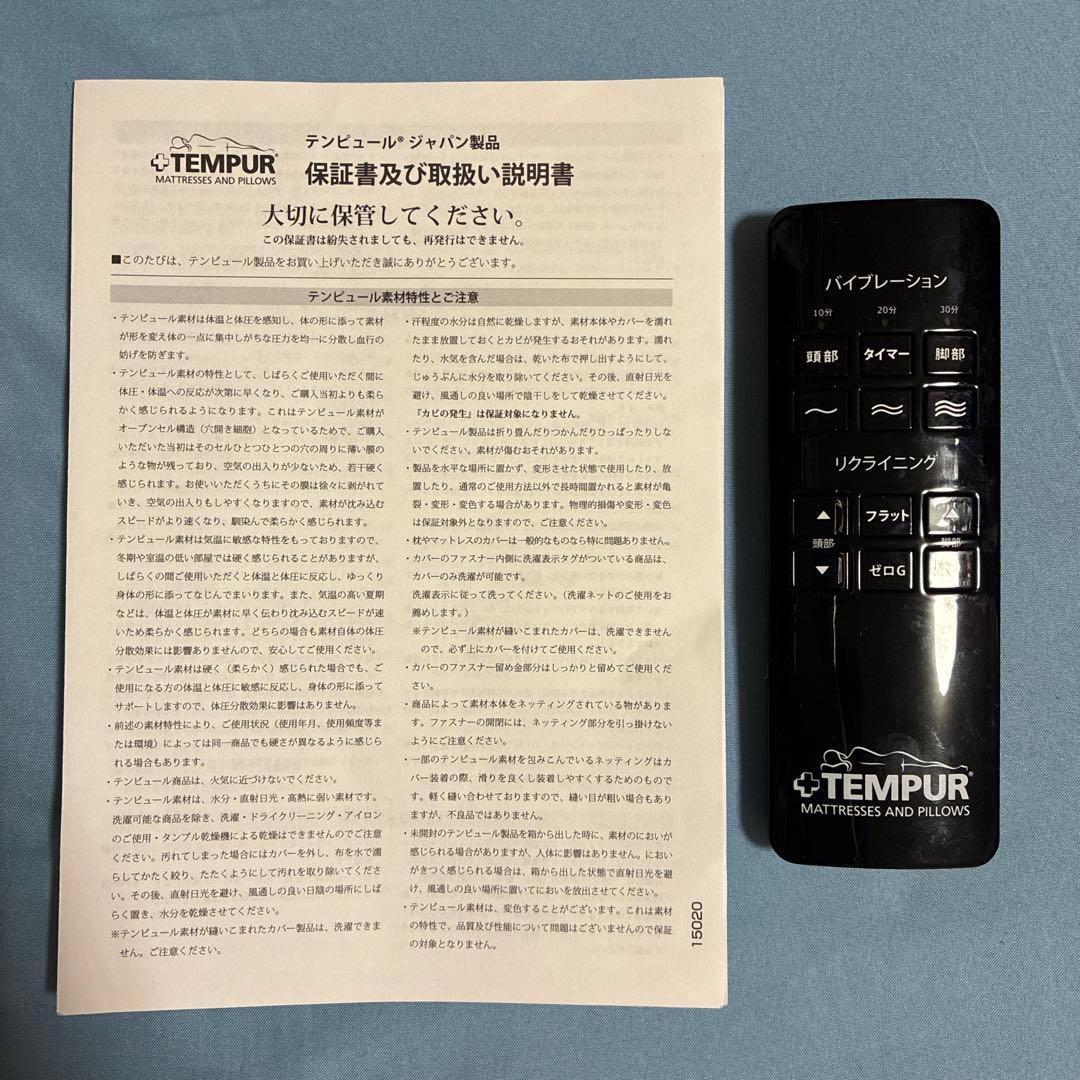 テンピュール® ジャパン製品
+TEMPUR®
MATTRESSES AND PILLOWS
保証書及び取扱い説明書
大切に保管してください。
この保証書は紛失されましても、再発行はできません。
■このたびは、テンピュール製品をお買い上げいただき誠にありがとうございます。
テンピュール素材特性とご注意
・テンピュール素材は体温と体圧を感知し、体の形に添って素材
が形を変え体の一点に集中しがちな圧力を均一に分散し血行の
妨げを防ぎます。
・テンピュール素材の特性として、しばらくご使用いただく間に
体圧・体温への反応が次第に早くなり、ご購入当初よりも柔ら
かく感じられるようになります。これはテンピュール素材が
オープンセル構造（穴開き細胞）となっているためで、ご購入
いただいた当初はそのセルひとつひとつの穴の周りに薄い膜の
ような物が残っており、空気の出入りが少ないため、若干硬く
感じられます。お使いいただくうちにその膜は徐々に剥がれて
いき、空気の出入りもしやすくなりますので、素材が沈み込む
スピードがより速くなり、馴染んで柔らかく感じられます。
・テンピュール素材は気温に敏感な特性をもっておりますので、
冬期や室温の低い部屋では硬く感じられることがありますが、
しばらくの間ご使用いただくと体温と体圧に反応し、ゆっくり
身体の形に添ってなじんでまいります。また、気温の高い夏期
などは、体温と体圧が素材に早く伝わり沈み込むスピードが速
いため柔らかく感じられます。どちらの場合も素材自体の体圧
分散効果には影響ありませんので、安心してご使用ください。
・テンピュール素材は硬く（柔らかく）感じられた場合でも、ご
使用になる方の体温と体圧に敏感に反応し、身体の形に添って
サポートしますので、体圧分散効果に影響はありません。
・前述の素材特性により、ご使用状況（使用年月、使用頻度等ま
たは環境）によっては同一商品でも硬さが異なるように感じら
れる場合もあります。
・テンピュール商品は、火気に近づけないでください。
・テンピュール素材は、水分・直射日光・高熱に弱い素材です。
洗濯可能な商品を除き、洗濯・ドライクリーニング・アイロン
のご使用・タンブル乾燥機による乾燥はできませんのでご注意
ください。汚れてしまった場合にはカバーを外し、布を水で濡
らしてかたく絞り、たたくようにして汚れを取り除いてくださ
い。その後、直射日光を避け、風通しの良い日陰の場所にしば
らく置き、水分を乾燥させてください。
※テンピュール素材が縫いこまれたカバー製品は、洗濯できま
せん。ご注意ください。
・汗程度の水分は自然に乾燥しますが、素材本体やカバーを濡れ
たまま放置しておくとカビが発生するおそれがあります。濡れ
たり、水気を含んだ場合は、乾いた布で押し出すようにして、
じゅうぶんに水分を取り除いてください。その後、直射日光を
避け、風通しの良い場所で陰干しをして乾燥させてください。
『カビの発生』は保証対象になりません。
・テンピュール製品は折り畳んだりつかんだりひっぱったりしな
いでください。素材が傷むおそれがあります。
・製品を水平な場所に置かず、変形させた状態で使用したり、放
置したり、通常のご使用方法以外で長時間置かれると素材が亀
裂・変形・変色する場合があります。物理的損傷や変形・変色
は保証対象外となりますので、ご注意ください。
・枕やマットレスのカバーは一般的なものなら特に問題ありません。
・カバーのファスナー内側に洗濯表示タグがついている商品は、
カバーのみ洗濯が可能です。
洗濯表示に従って洗ってください。（洗濯ネットのご使用をお
薦めします。）
※テンピュール素材が縫いこまれたカバーは、洗濯できません
ので、必ず上にカバーを付けてご使用ください。
・カバーのファスナー留め金部分はしっかりと留めてご使用くだ
さい。
・商品によって素材本体をネッティングされている物がありま
す。ファスナーの開閉には、ネッティング部分を引っ掛けない
ようにご注意ください。
・一部のテンピュール素材を包みこんでいるネッティングはカ
バー装着の際、滑りを良くし装着しやすくするためのもので
す。軽く縫い合わせておりますので、縫い目が粗い場合もあり
ますが、不良品ではありません。
・未開封のテンピュール製品を箱から出した時に、素材のにおいが
感じられる場合がありますが、人体に影響はありません。におい
がきつく感じられる場合は、箱から出した状態で直射日光を避
け、風通しの良い場所に置いてにおいを放出させてください。
・テンピュール素材は、変色することがございます。これは素材
の特性で、品質及び性能について問題はございませんので保証
の対象となりません。
15020
バイブレーション
10分 20分 30分
頭部 タイマー 脚部
リクライニング
▲ フラット △
頭部 脚部
▼ ゼロG
+TEMPUR®
MATTRESSES AND PILLOWS